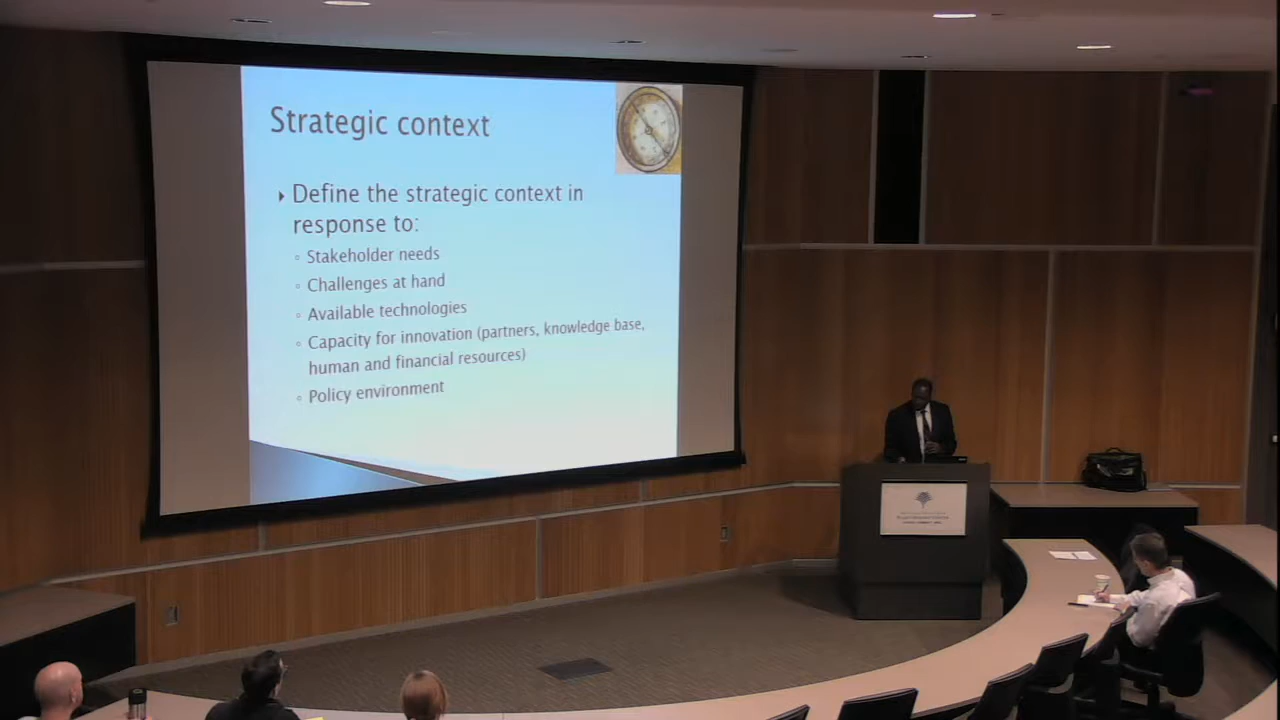 Strategic context
Define the strategic context in
response to:
Stakeholder needs
Challenges at hand
Available technologies
Capacity for innovation (partners, knowledge base,
human and financial resources)
Policy environment